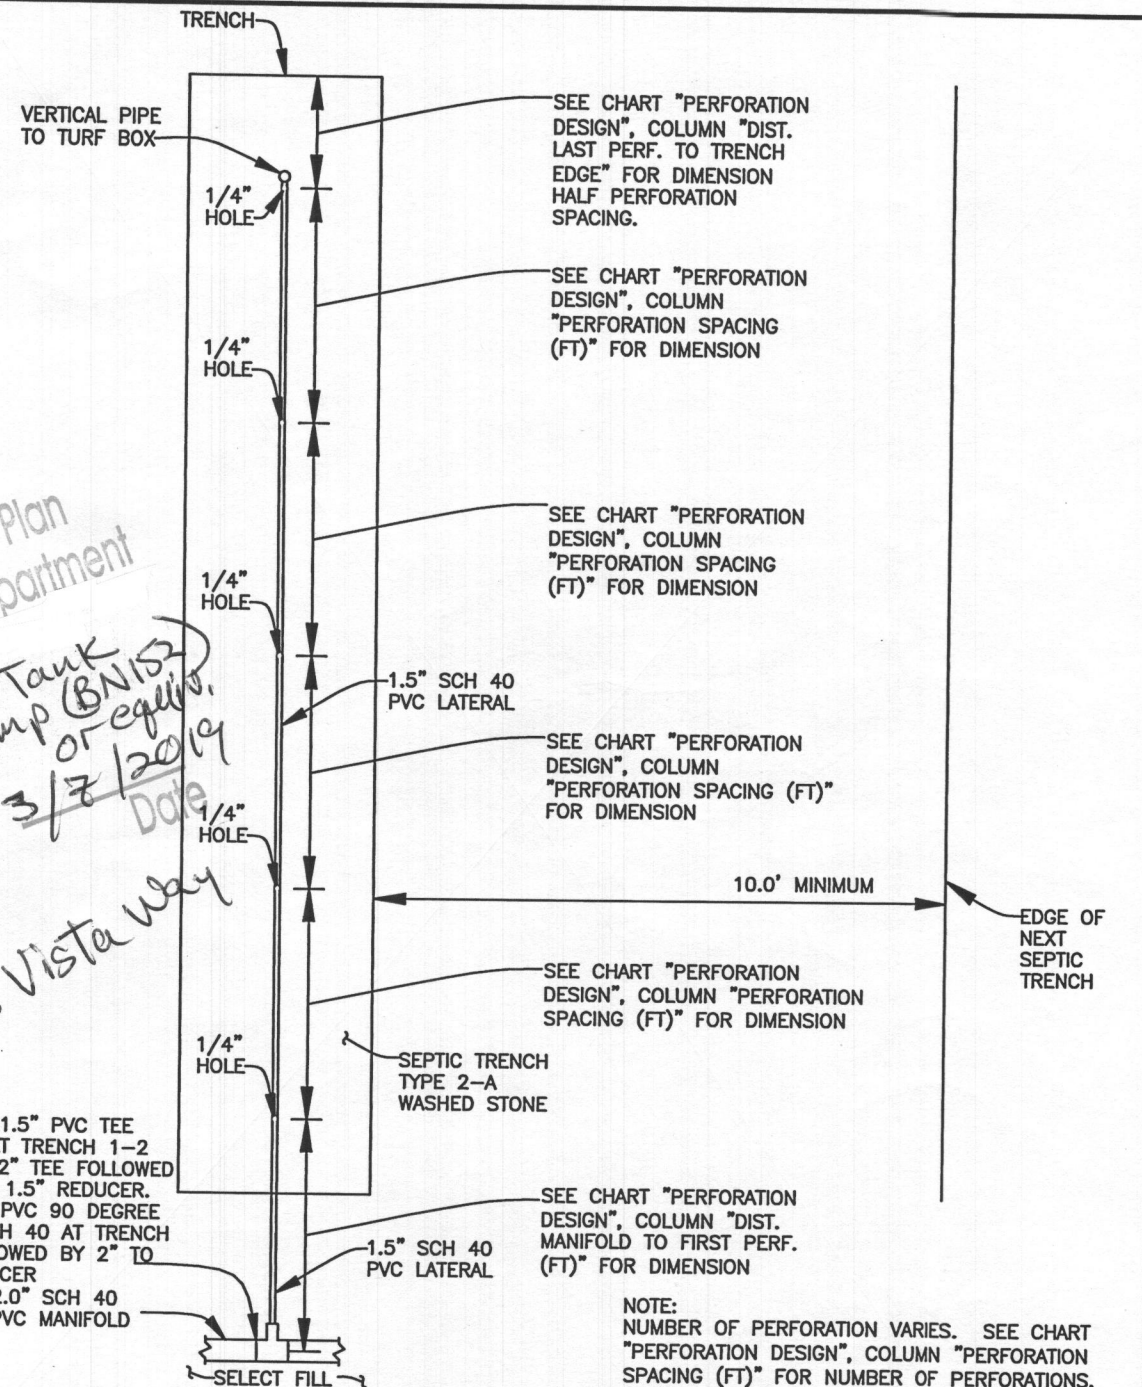 TRENCH
VERTICAL PIPE
TO TURF BOX
SEE CHART "PERFORATION
DESIGN", COLUMN "DIST.
LAST PERF. TO TRENCH
EDGE" FOR DIMENSION
HALF PERFORATION
SPACING.
1/4"
HOLE
SEE CHART "PERFORATION
DESIGN", COLUMN
"PERFORATION SPACING
(FT)" FOR DIMENSION
1/4"
HOLE
SEE CHART "PERFORATION
DESIGN", COLUMN
"PERFORATION SPACING
(FT)" FOR DIMENSION
Plan
partment
1/4"
HOLE
Tank
mp (BN152)
or equiv.
3/7/2019
Date
1.5" SCH 40
PVC LATERAL
SEE CHART "PERFORATION
DESIGN", COLUMN
"PERFORATION SPACING (FT)"
FOR DIMENSION
1/4"
HOLE
Vista Way
10.0' MINIMUM
EDGE OF
NEXT
SEPTIC
TRENCH
SEE CHART "PERFORATION
DESIGN", COLUMN "PERFORATION
SPACING (FT)" FOR DIMENSION
1/4"
HOLE
SEPTIC TRENCH
TYPE 2-A
WASHED STONE
1.5" PVC TEE
T TRENCH 1-2
2" TEE FOLLOWED
1.5" REDUCER.
PVC 90 DEGREE
H 40 AT TRENCH
OWED BY 2" TO
CER
2.0" SCH 40
PVC MANIFOLD
SEE CHART "PERFORATION
DESIGN", COLUMN "DIST.
MANIFOLD TO FIRST PERF.
(FT)" FOR DIMENSION
1.5" SCH 40
PVC LATERAL
SELECT FILL
NOTE:
NUMBER OF PERFORATION VARIES. SEE CHART
"PERFORATION DESIGN", COLUMN "PERFORATION
SPACING (FT)" FOR NUMBER OF PERFORATIONS.